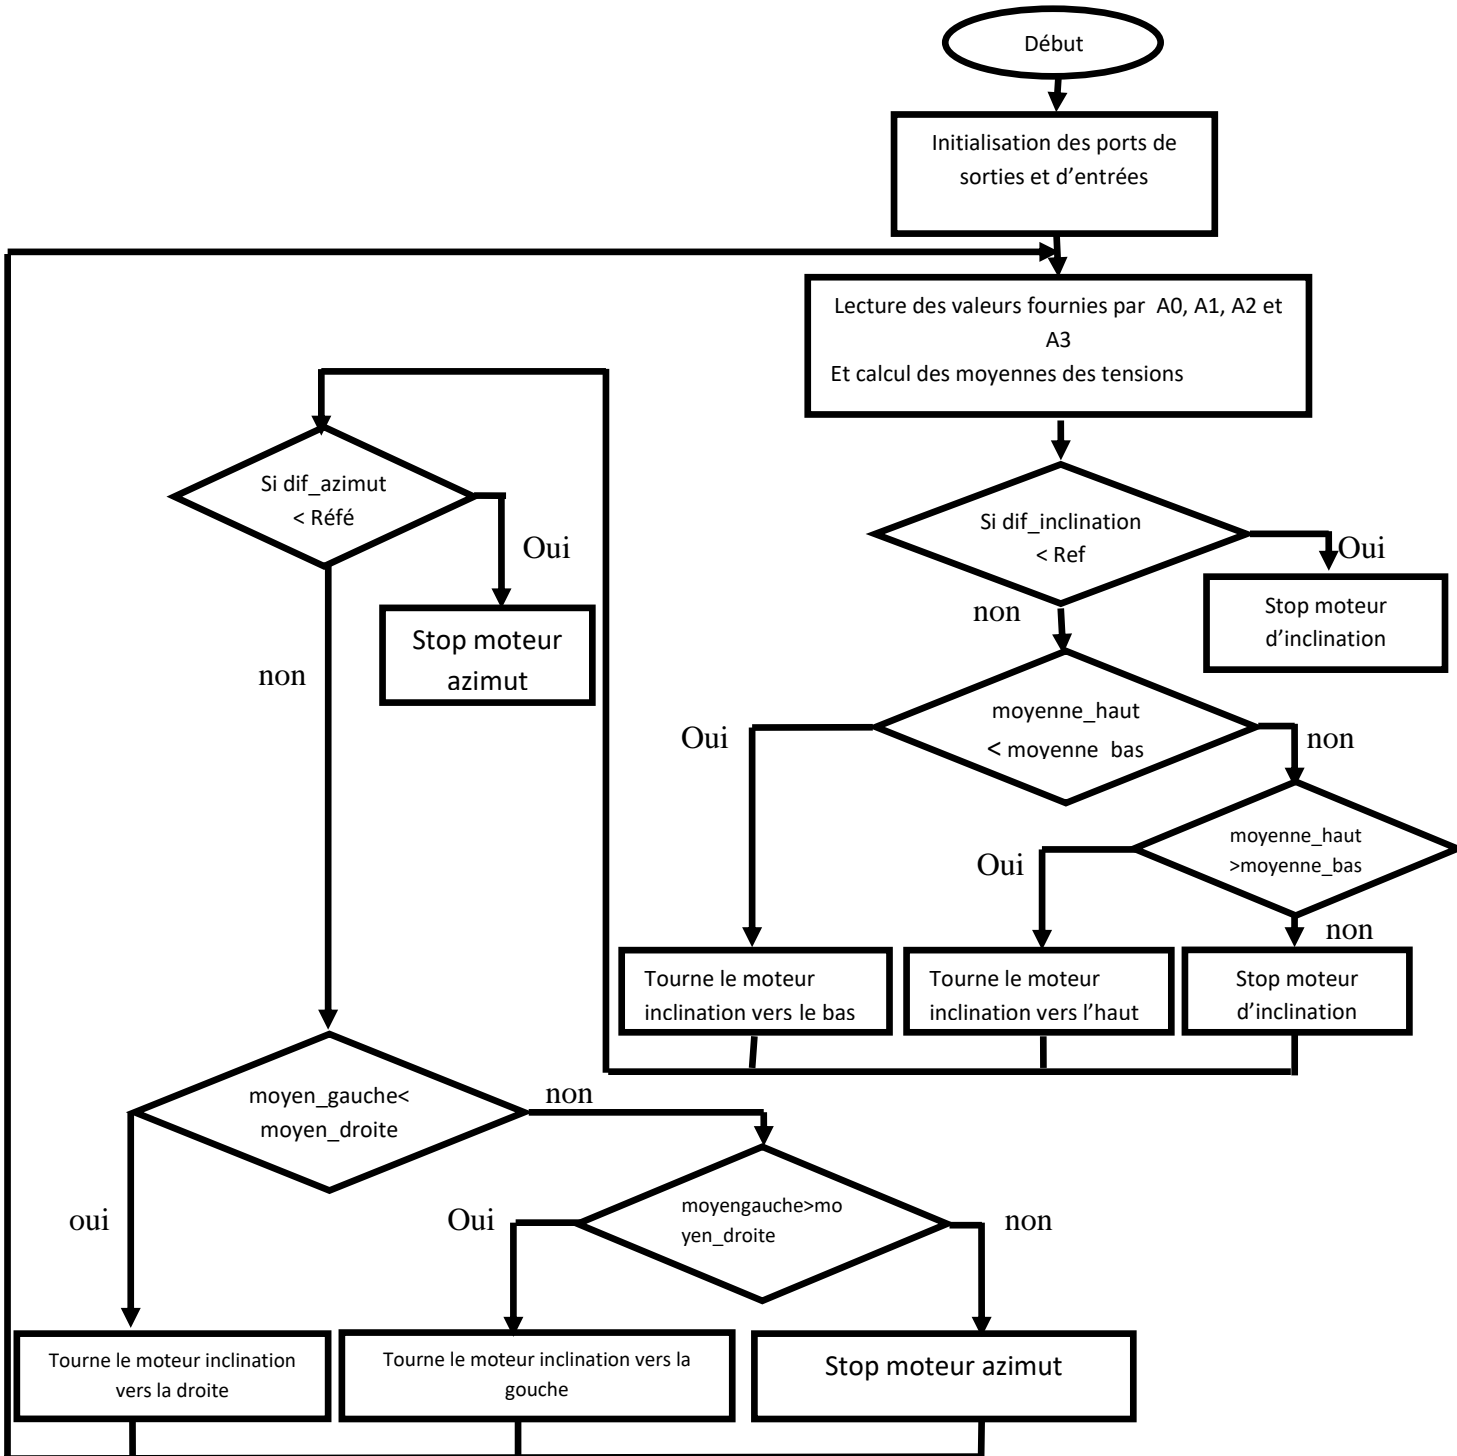 Début
Initialisation des ports de
sorties et d'entrées
Lecture des valeurs fournies par A0, A1, A2 et
A3
Et calcul des moyennes des tensions
Si dif_inclination
< Ref
Oui
Stop moteur
d'inclination
non
moyenne_haut
< moyenne_bas
Oui
non
moyenne_haut
>moyenne_bas
Oui
non
Tourne le moteur
inclination vers le bas
Tourne le moteur
inclination vers l'haut
Stop moteur
d'inclination
Si dif_azimut
< Réfé
Oui
Stop moteur
azimut
non
moyen_gauche<
moyen_droite
non
oui
moyengauche>mo
yen_droite
Oui
non
Tourne le moteur inclination
vers la droite
Tourne le moteur inclination vers la
gouche
Stop moteur azimut